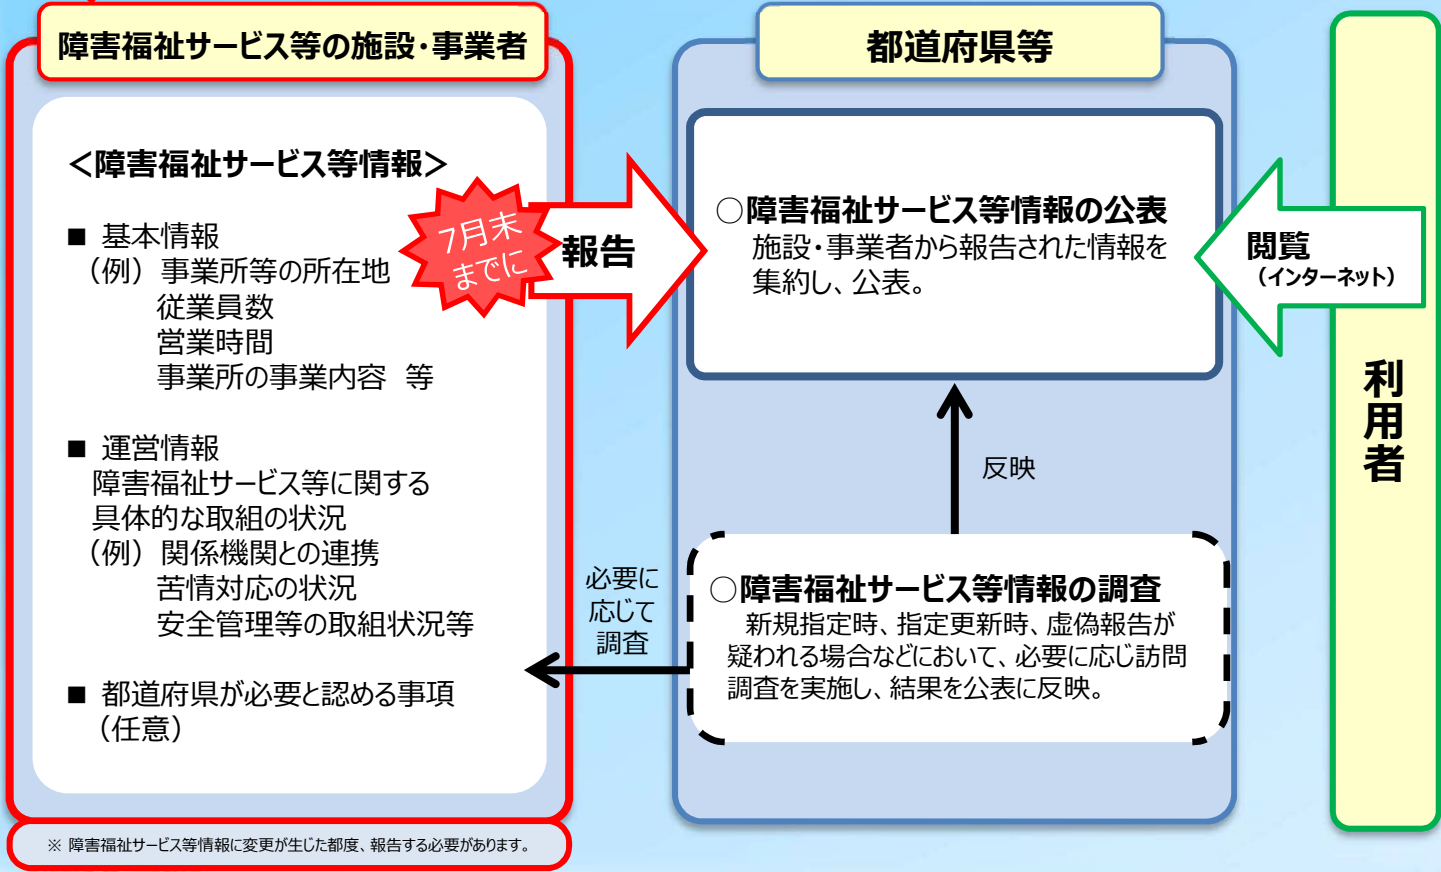 障害福祉サービス等の施設・事業者
<障害福祉サービス等情報>
■ 基本情報
(例)事業所等の所在地
従業員数
営業時間
事業所の事業内容 等
■ 運営情報
障害福祉サービス等に関する
具体的な取組の状況
(例)関係機関との連携
苦情対応の状況
安全管理等の取組状況等
■ 都道府県が必要と認める事項
(任意)
※ 障害福祉サービス等情報に変更が生じた都度、報告する必要があります。
7月末
までに
報告
必要に
応じて
調査
都道府県等
○障害福祉サービス等情報の公表
施設・事業者から報告された情報を
集約し、公表。
反映
○障害福祉サービス等情報の調査
新規指定時、指定更新時、虚偽報告が
疑われる場合などにおいて、必要に応じ訪問
調査を実施し、結果を公表に反映。
閲覧
(インターネット)
利用者